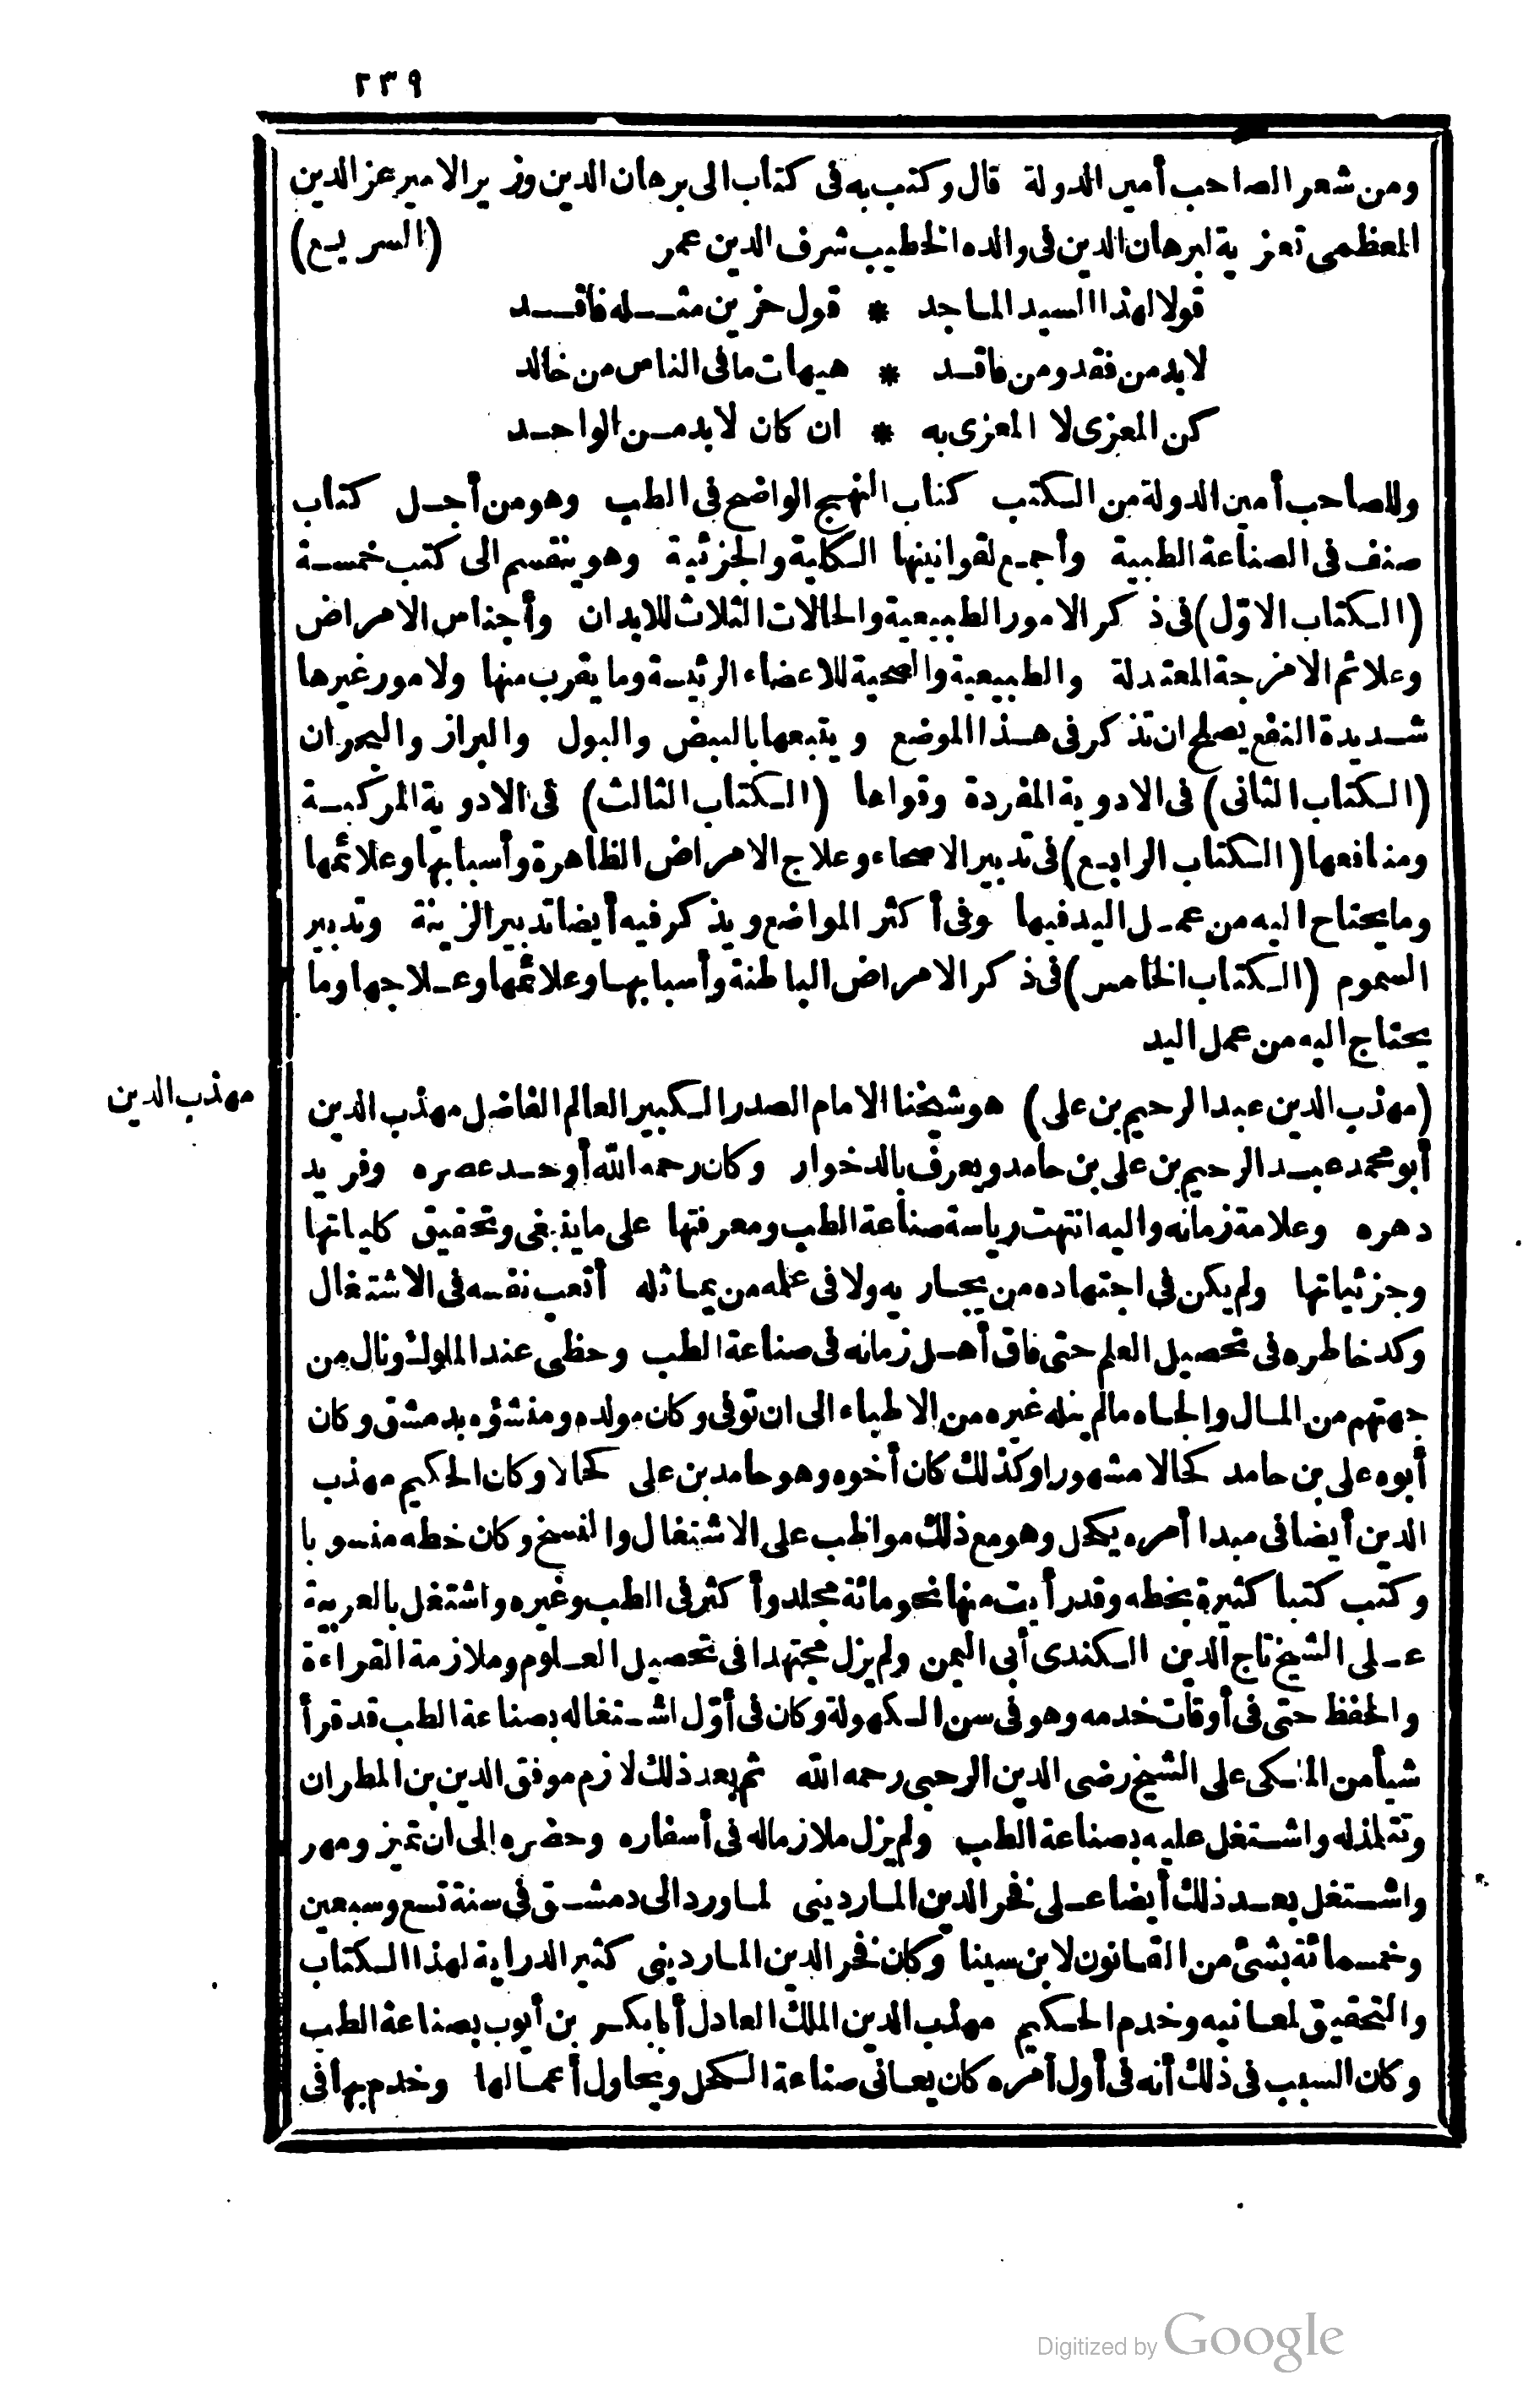 ٢٣٩
ومن شعر الصاحب أمين الدولة قال وكتب به فى كتاب الى برهان الدين وزير الامير عز الدين
المعظمى تعزية لبرهان الدين فى والده الخطيب شرف الدين عمر (السريع)
قولا لهذا السيد الماجد * قول حزين مثله فاقد
لابد من فقد ومن فاقد * هيهات ما فى الناس من خالد
كن المعزى لا المعزى به * ان كان لابد من الواحد
وللصاحب أمين الدولة من الكتب كتاب النهج الواضح فى الطب وهو من أجل كتاب
صنف فى الصناعة الطبية وأجمع لقوانينها الكلية والجزئية وهو ينقسم الى كتب خمسة
(الكتاب الاوّل) فى ذكر الامور الطبيعية والحالات الثلاث للابدان وأجناس الامراض
وعلائم الامزجة المعتدلة والطبيعية والصحية للاعضاء الرئيسة وما يقرب منها ولامور غيرها
شديدة النفع يصلح ان تذكر فى هذا الموضع ويتبعها بالنبض والبول والبراز والبحران
(الكتاب الثانى) فى الادوية المفردة وقواها (الكتاب الثالث) فى الادوية المركبة
ومنافعها (الكتاب الرابع) فى تدبير الاصحاء وعلاج الامراض الظاهرة وأسبابها وعلائمها
وما يحتاج اليه من عمل اليد فيها وفى أكثر المواضع ويذكر فيه أيضا تدبير الزينة وتدبير
السموم (الكتاب الخامس) فى ذكر الامراض الباطنة وأسبابها وعلائمها وعلاجها وما
يحتاج اليه من عمل اليد
مهذب الدين
(مهذب الدين عبد الرحيم بن على) هو شيخنا الامام الصدر الكبير العالم الفاضل مهذب الدين
أبو محمد عبد الرحيم بن على بن حامد ويعرف بالدخوار وكان رحمه الله أوحد عصره وفريد
دهره وعلامة زمانه واليه انتهت رياسة صناعة الطب ومعرفتها على ما ينبغى وتحقيق كلياتها
وجزئياتها ولم يكن فى اجتهاده من يجاريه ولا فى علمه من يماثله أتعب نفسه فى الاشتغال
وكد خاطره فى تحصيل العلم حتى فاق أهل زمانه فى صناعة الطب وحظى عند الملوك ونال من
جهتهم من المال والجاه مالم ينله غيره من الاطباء الى ان توفى وكان مولده ومنشؤه بدمشق وكان
أبوه على بن حامد كحالا مشهورا وكذلك كان أخوه وهو حامد بن على كحالا وكان الحكيم مهذب
الدين أيضا فى مبدا أمره يكحل وهو مع ذلك مواظب على الاشتغال والنسخ وكان خطه منسوبا
وكتب كتبا كثيرة بخطه وقد رأيت منها نحو مائة مجلد وأكثر فى الطب وغيره واشتغل بالعربية
على الشيخ تاج الدين الكندى أبى اليمن ولم يزل مجتهدا فى تحصيل العلوم وملازمة القراءة
والحفظ حتى فى أوقات خدمه وهو فى سن الكهولة وكان فى أوّل اشتغاله بصناعة الطب قد قرأ
شيأ من المكى على الشيخ رضى الدين الرحبى رحمه الله ثم بعد ذلك لازم موفق الدين بن المطران
وتتلمذ له واشتغل عليه بصناعة الطب ولم يزل ملازما له فى أسفاره وحضره الى ان تميز ومهر
واشتغل بعد ذلك أيضا على فخر الدين الماردينى لما ورد الى دمشق فى سنة تسع وسبعين
وخمسمائة بشئ من القانون لابن سينا وكان فخر الدين الماردينى كثير الدراية لهذا الكتاب
والتحقيق لمعانيه وخدم الحكيم مهذب الدين الملك العادل أبا بكر بن أيوب بصناعة الطب
وكان السبب فى ذلك أنه فى أول أمره كان يعانى صناعة الكحل ويحاول أعمالها وخدم بها فى
Digitized by Google